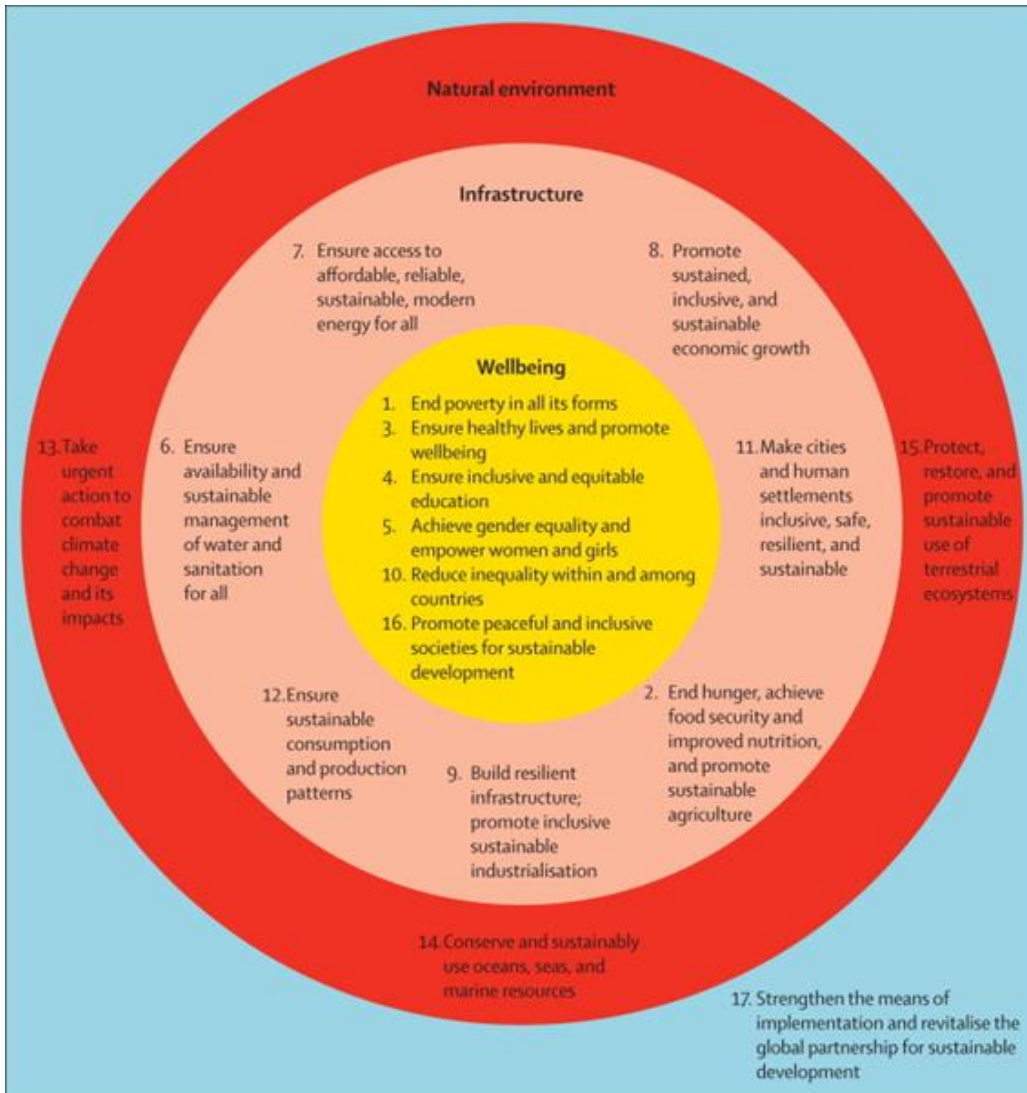 Natural environment
Infrastructure
7. Ensure access to
affordable, reliable,
sustainable, modern
energy for all
8. Promote
sustained,
inclusive, and
sustainable
economic growth
Wellbeing
1. End poverty in all its forms
3. Ensure healthy lives and promote
wellbeing
4. Ensure inclusive and equitable
education
5. Achieve gender equality and
empower women and girls
10. Reduce inequality within and among
countries
16. Promote peaceful and inclusive
societies for sustainable
development
13. Take
urgent
action to
combat
climate
change
and its
impacts
6. Ensure
availability and
sustainable
management
of water and
sanitation
for all
11. Make cities
and human
settlements
inclusive, safe,
resilient, and
sustainable
15. Protect,
restore, and
promote
sustainable
use of
terrestrial
ecosystems
12. Ensure
sustainable
consumption
and production
patterns
9. Build resilient
infrastructure;
promote inclusive
sustainable
industrialisation
2. End hunger, achieve
food security and
improved nutrition,
and promote
sustainable
agriculture
14. Conserve and sustainably
use oceans, seas, and
marine resources
17. Strengthen the means of
implementation and revitalise the
global partnership for sustainable
development